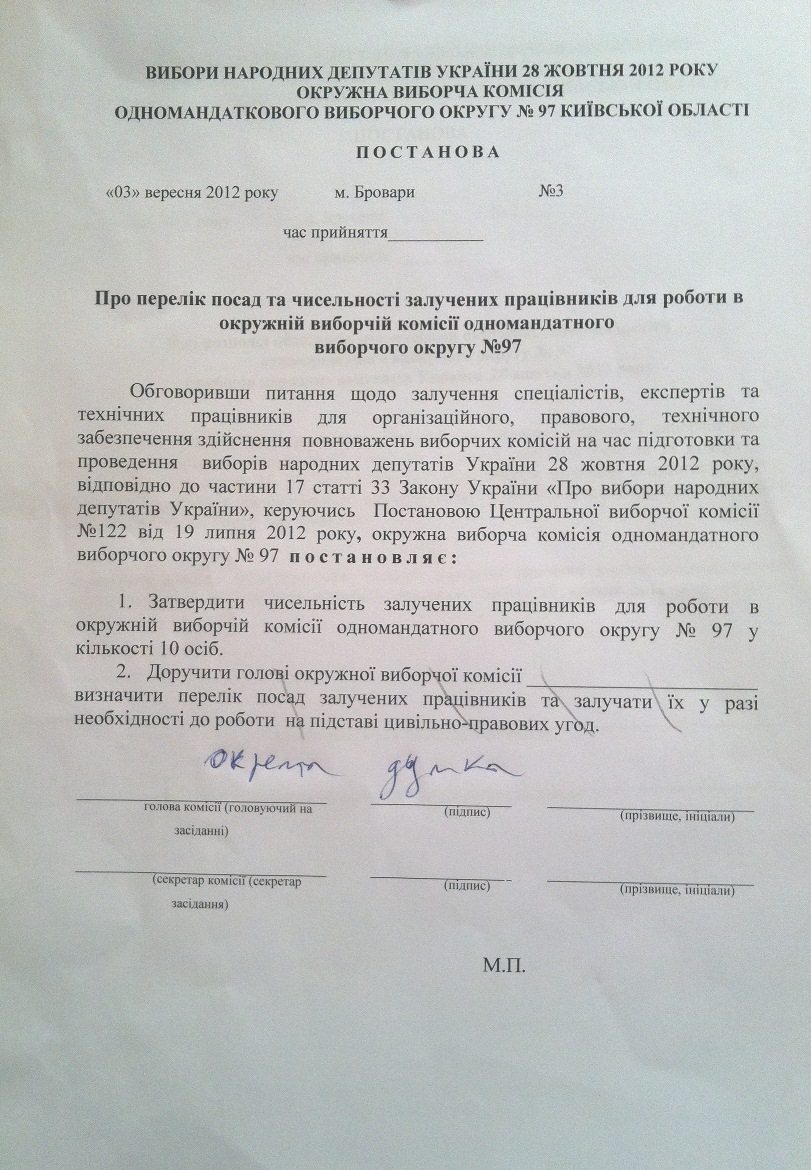 ВИБОРИ НАРОДНИХ ДЕПУТАТІВ УКРАЇНИ 28 ЖОВТНЯ 2012 РОКУ
ОКРУЖНА ВИБОРЧА КОМІСІЯ
ОДНОМАНДАТКОВОГО ВИБОРЧОГО ОКРУГУ № 97 КИЇВСЬКОЇ ОБЛАСТІ
П О С Т А Н О В А
«03» вересня 2012 року м. Бровари №3
час прийняття___________
Про перелік посад та чисельності залучених працівників для роботи в
окружній виборчій комісії одномандатного
виборчого округу №97
Обговоривши питання щодо залучення спеціалістів, експертів та
технічних працівників для організаційного, правового, технічного
забезпечення здійснення повноважень виборчих комісій на час підготовки та
проведення виборів народних депутатів України 28 жовтня 2012 року,
відповідно до частини 17 статті 33 Закону України «Про вибори народних
депутатів України», керуючись Постановою Центральної виборчої комісії
№122 від 19 липня 2012 року, окружна виборча комісія одномандатного
виборчого округу № 97 п о с т а н о в л я є :
1. Затвердити чисельність залучених працівників для роботи в
окружній виборчій комісії одномандатного виборчого округу № 97 у
кількості 10 осіб.
2. Доручити голові окружної виборчої комісії ________________________
визначити перелік посад залучених працівників та залучати їх у разі
необхідності до роботи на підставі цивільно-правових угод.
окрема думка
голова комісії (головуючий на (підпис) (прізвище, ініціали)
засіданні)
(секретар комісії (секретар (підпис) (прізвище, ініціали)
засідання)
М.П.